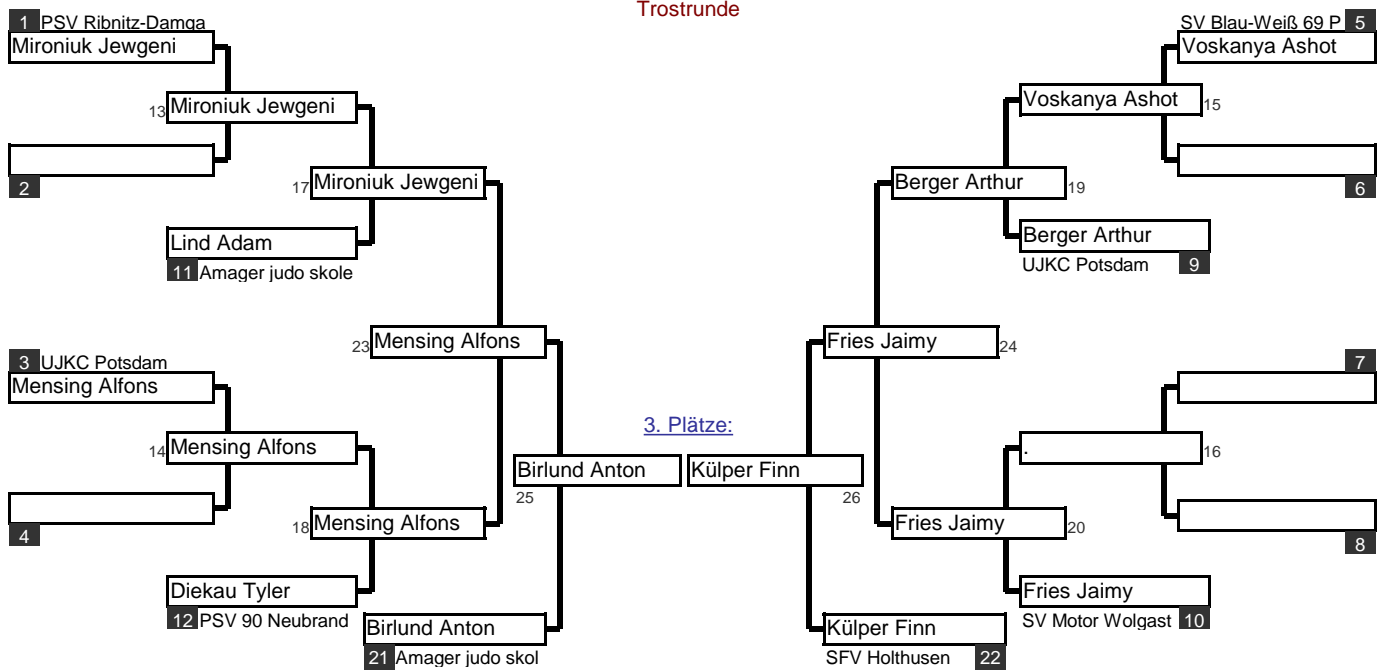 Trostrunde
1 PSV Ribnitz-Damga
SV Blau-Weiß 69 P 5
Mironiuk Jewgeni
Voskanya Ashot
13 Mironiuk Jewgeni
Voskanya Ashot 15
2
17 Mironiuk Jewgeni
Berger Arthur 19
6
Lind Adam
Berger Arthur
11 Amager judo skole
UJKC Potsdam 9
23 Mensing Alfons
Fries Jaimy 24
3 UJKC Potsdam
7
Mensing Alfons
3. Plätze:
14 Mensing Alfons
. 16
Birlund Anton
Külper Finn
25
26
4
18 Mensing Alfons
Fries Jaimy 20
8
Diekau Tyler
Fries Jaimy
12 PSV 90 Neubrand
SV Motor Wolgast 10
Birlund Anton
Külper Finn
21 Amager judo skol
SFV Holthusen 22